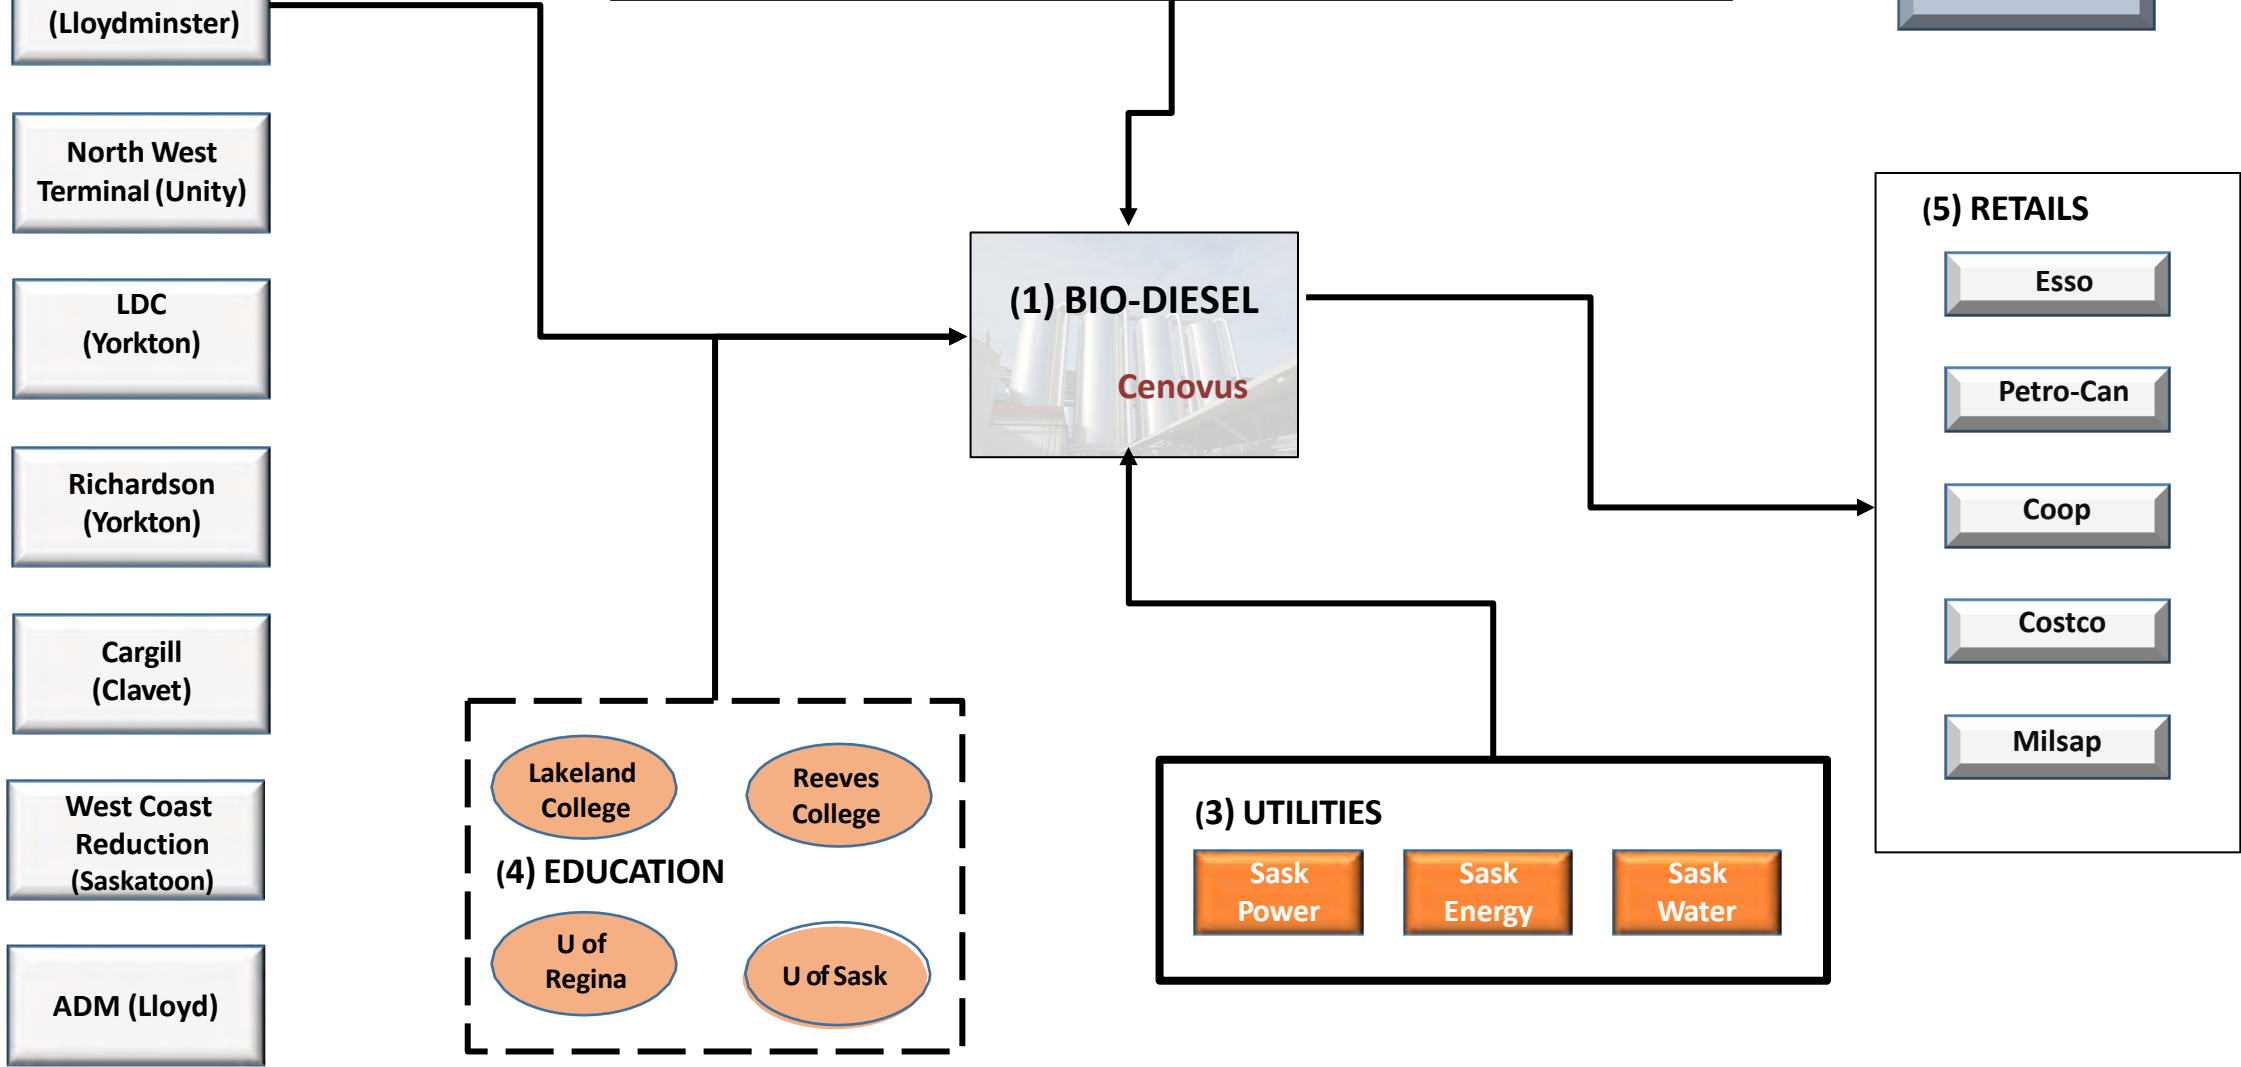 (Lloydminster)
North West
Terminal (Unity)
LDC
(Yorkton)
Richardson
(Yorkton)
Cargill
(Clavet)
West Coast
Reduction
(Saskatoon)
ADM (Lloyd)
(1) BIO-DIESEL
Cenovus
Lakeland
College
Reeves
College
(4) EDUCATION
U of
Regina
U of Sask
(3) UTILITIES
Sask
Power
Sask
Energy
Sask
Water
(5) RETAILS
Esso
Petro-Can
Coop
Costco
Milsap